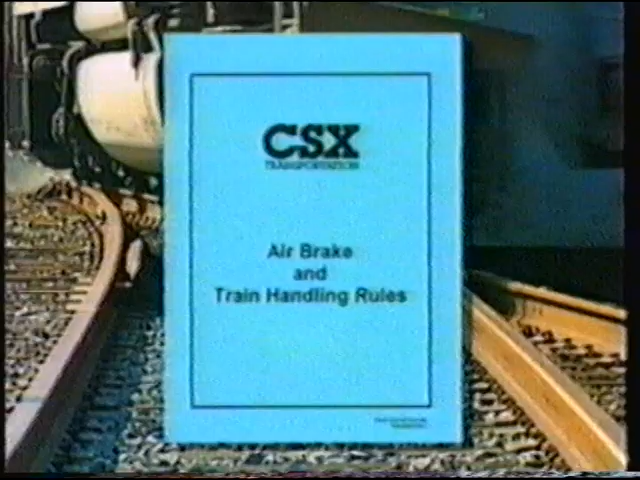 CSX
TRANSPORTATION
Air Brake
and
Train Handling Rules